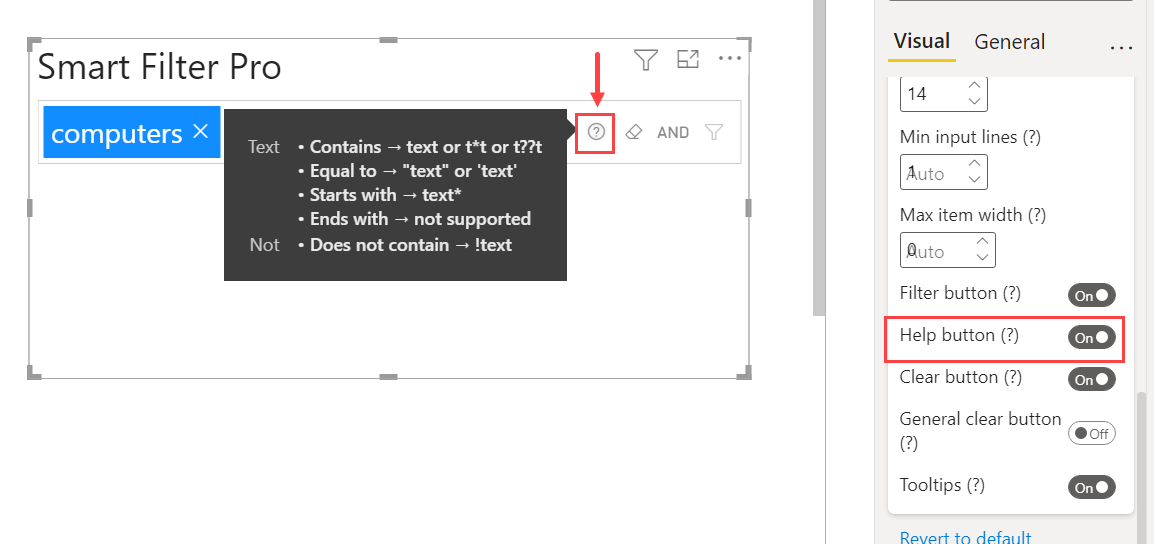 Smart Filter Pro
computers ×
? AND
Text • Contains → text or t*t or t??t
• Equal to → "text" or 'text'
• Starts with → text*
• Ends with → not supported
Not • Does not contain → !text
Visual General ...
14
Min input lines (?)
1 Auto
Max item width (?)
0 Auto
Filter button (?) On
Help button (?) On
Clear button (?) On
General clear button
(?) Off
Tooltips (?) On
Revert to default